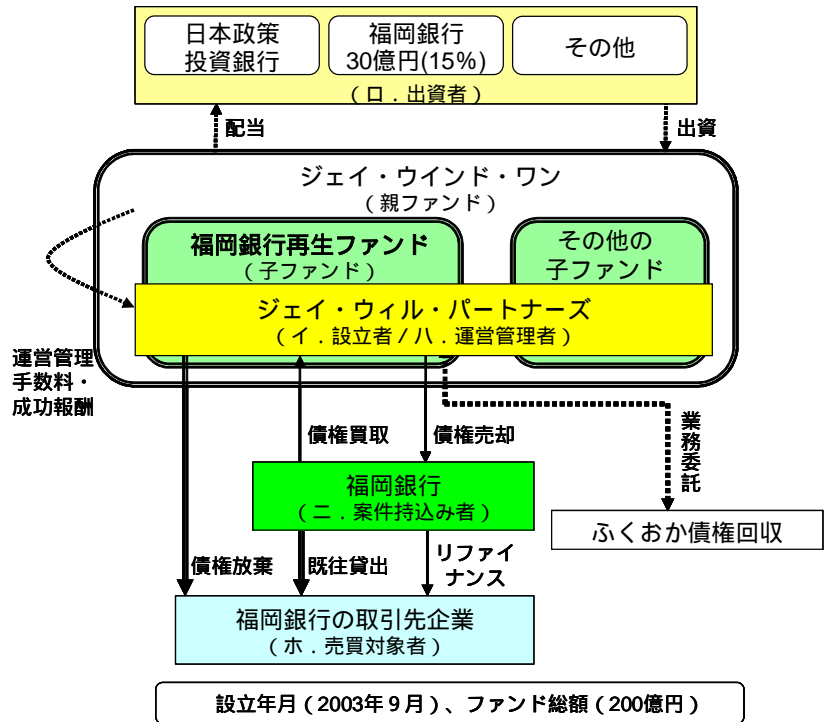 日本政策
投資銀行
福岡銀行
30億円(15%)
その他
（ロ．出資者）
配当
出資
ジェイ・ウインド・ワン
（親ファンド）
福岡銀行再生ファンド
（子ファンド）
その他の
子ファンド
ジェイ・ウィル・パートナーズ
（イ．設立者/ハ．運営管理者）
運営管理
手数料・
成功報酬
債権買取
債権売却
業務委託
福岡銀行
（ニ．案件持込み者）
ふくおか債権回収
債権放棄
既往貸出
リファイ
ナンス
福岡銀行の取引先企業
（ホ．売買対象者）
設立年月（2003年９月）、ファンド総額（200億円）